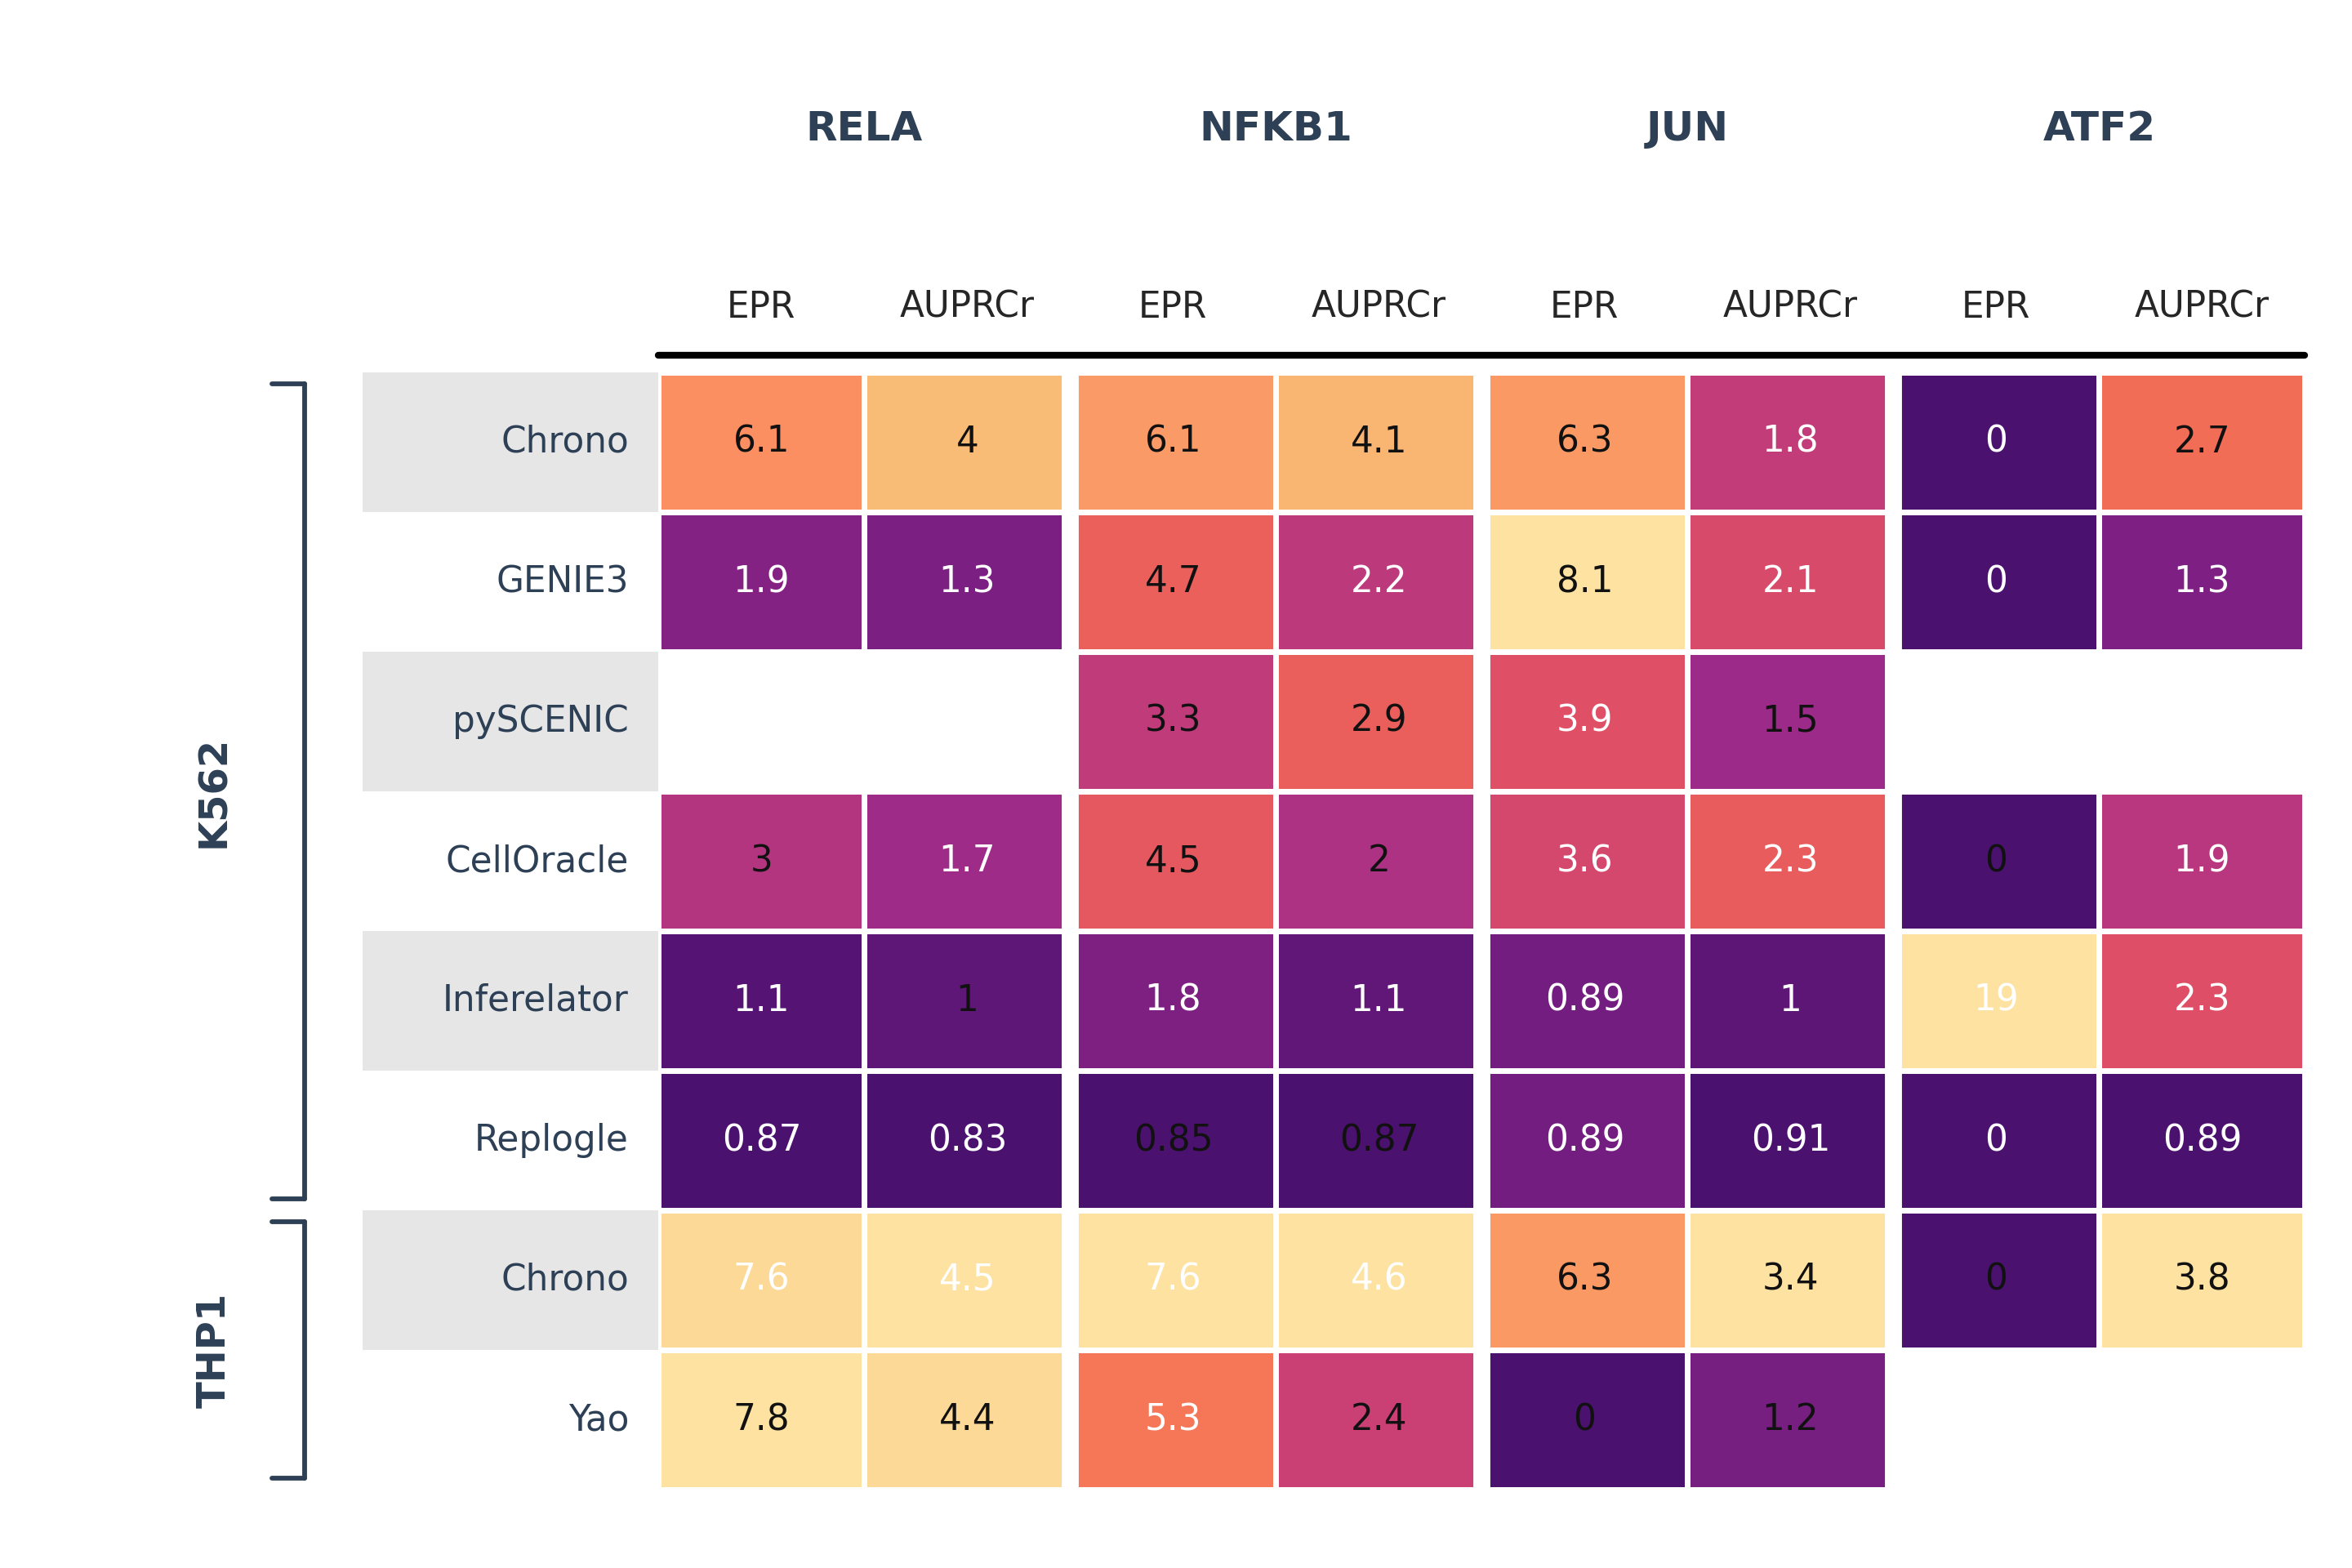 RELA NFKB1 JUN ATF2
EPR AUPRCr EPR AUPRCr EPR AUPRCr EPR AUPRCr
K562
Chrono 6.1 4 6.1 4.1 6.3 1.8 0 2.7
GENIE3 1.9 1.3 4.7 2.2 8.1 2.1 0 1.3
pySCENIC 3.3 2.9 3.9 1.5
CellOracle 3 1.7 4.5 2 3.6 2.3 0 1.9
Inferelator 1.1 1 1.8 1.1 0.89 1 19 2.3
Replogle 0.87 0.83 0.85 0.87 0.89 0.91 0 0.89
THP1
Chrono 7.6 4.5 7.6 4.6 6.3 3.4 0 3.8
Yao 7.8 4.4 5.3 2.4 0 1.2